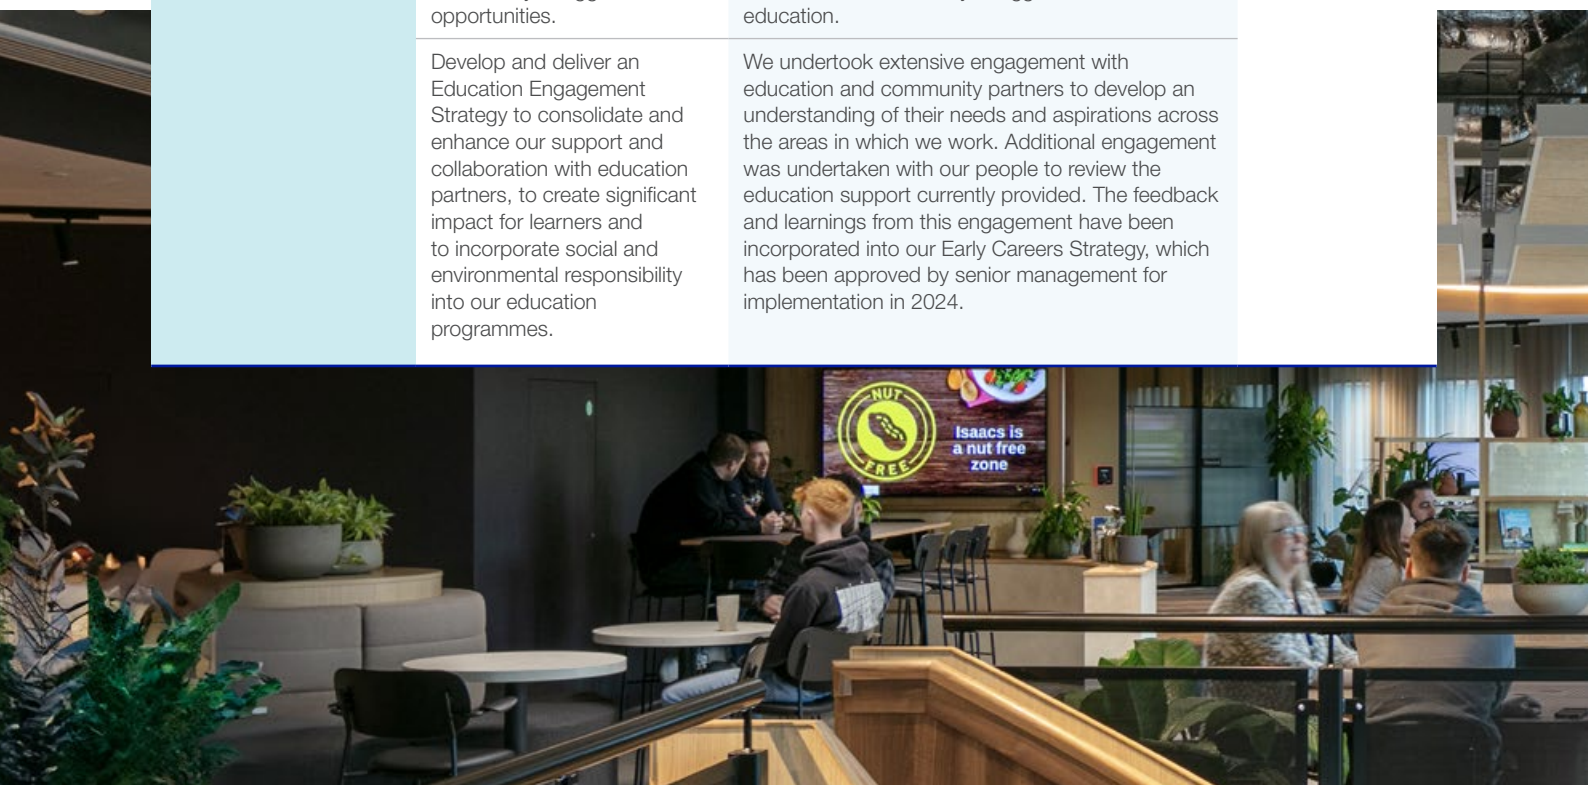 opportunities.
education.
Develop and deliver an
Education Engagement
Strategy to consolidate and
enhance our support and
collaboration with education
partners, to create significant
impact for learners and
to incorporate social and
environmental responsibility
into our education
programmes.
We undertook extensive engagement with
education and community partners to develop an
understanding of their needs and aspirations across
the areas in which we work. Additional engagement
was undertaken with our people to review the
education support currently provided. The feedback
and learnings from this engagement have been
incorporated into our Early Careers Strategy, which
has been approved by senior management for
implementation in 2024.
NUT
FREE
Isaacs is
a nut free
zone